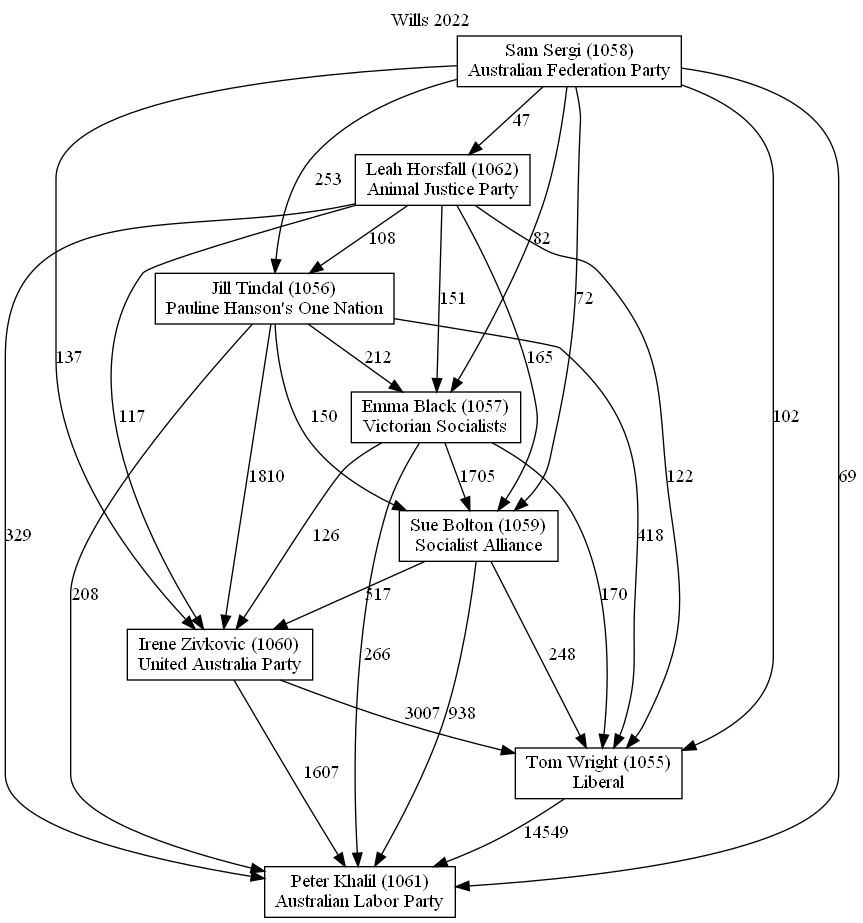 Wills 2022
Sam Sergi (1058)
Australian Federation Party
47
Leah Horsfall (1062)
Animal Justice Party
253
108
82
Jill Tindal (1056)
Pauline Hanson's One Nation
151
72
137
212
165
117
150
Emma Black (1057)
Victorian Socialists
102
1810
1705
122
69
329
126
Sue Bolton (1059)
Socialist Alliance
418
208
517
170
Irene Zivkovic (1060)
United Australia Party
266
248
3007
938
1607
Tom Wright (1055)
Liberal
14549
Peter Khalil (1061)
Australian Labor Party